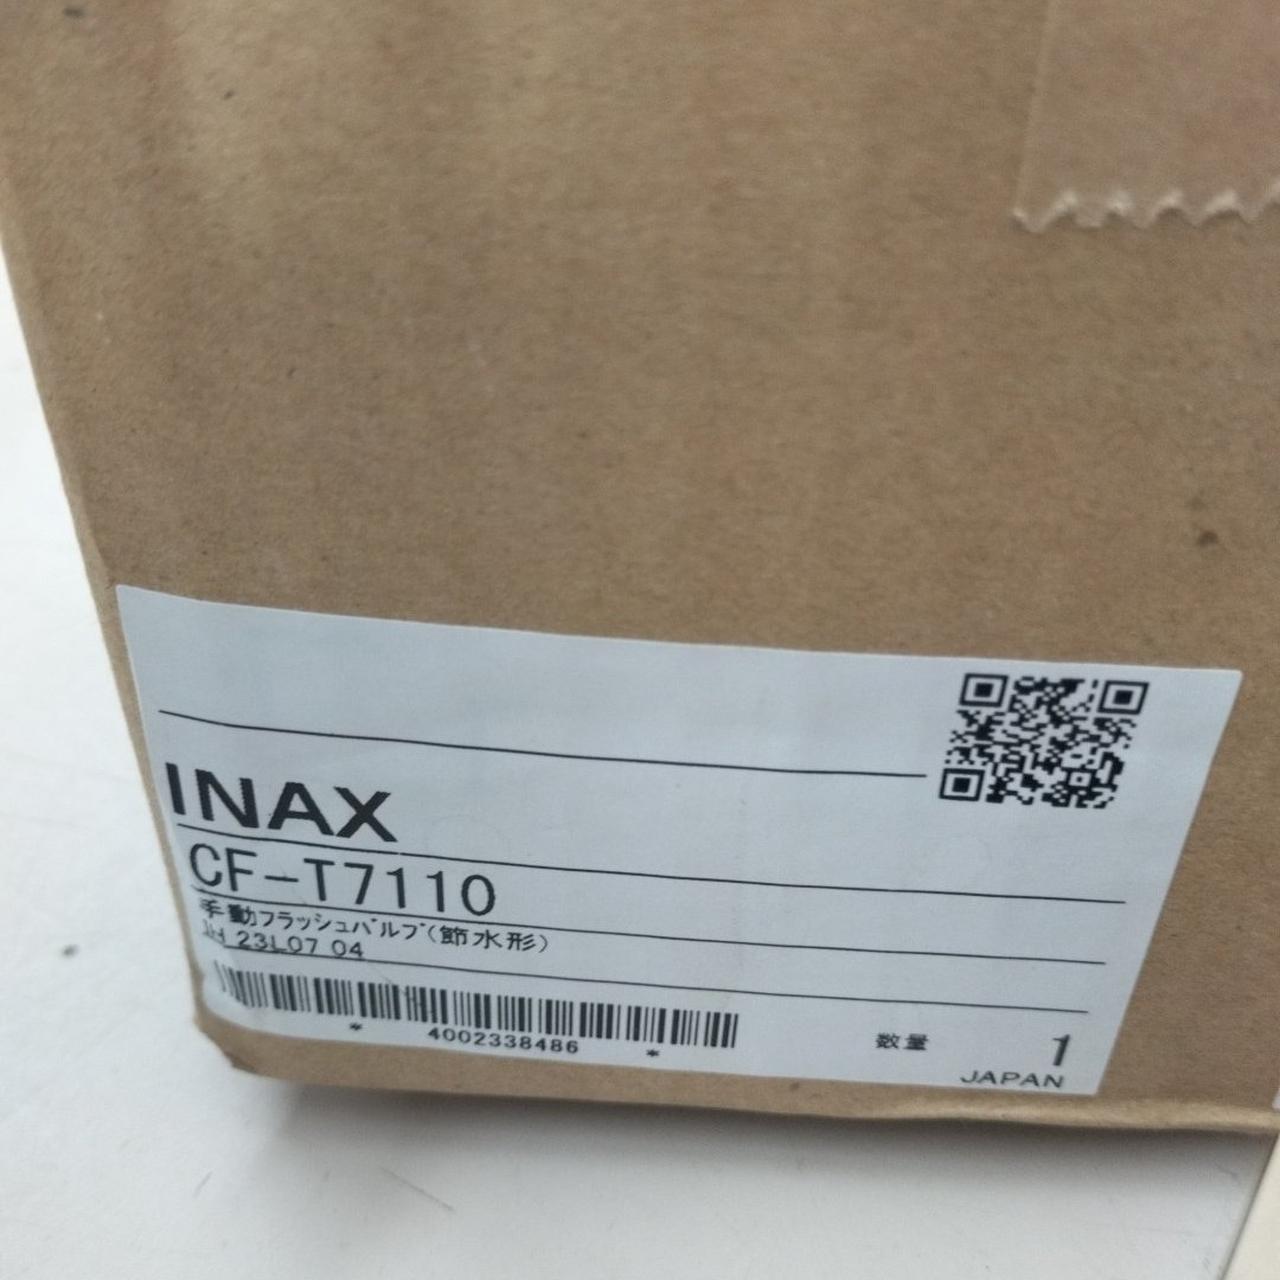 INAX
CF-T7110
手動フラッシュバルブ(節水形)
23L07 04
* 4002338486 *
数量 1
JAPAN